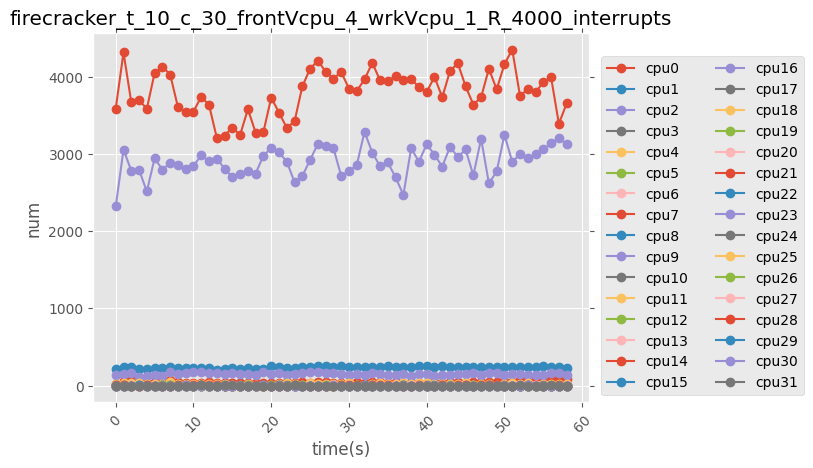 firecracker_t_10_c_30_frontVcpu_4_wrkVcpu_1_R_4000_interrupts
num
4000
3000
2000
1000
0
0
10
20
30
40
50
60
time(s)
cpu0
cpu1
cpu2
cpu3
cpu4
cpu5
cpu6
cpu7
cpu8
cpu9
cpu10
cpu11
cpu12
cpu13
cpu14
cpu15
cpu16
cpu17
cpu18
cpu19
cpu20
cpu21
cpu22
cpu23
cpu24
cpu25
cpu26
cpu27
cpu28
cpu29
cpu30
cpu31